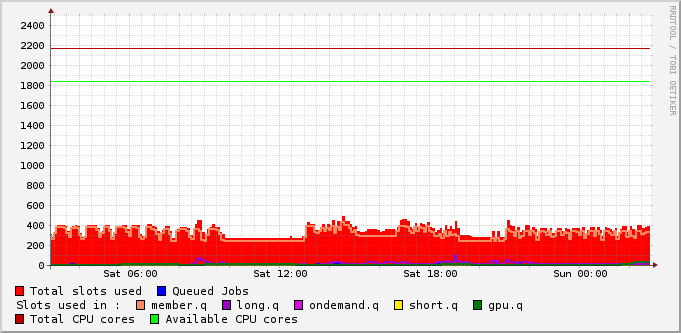 2400
2200
2000
1800
1600
1400
1200
1000
800
600
400
200
0
Sat 06:00 Sat 12:00 Sat 18:00 Sun 00:00
Total slots used Queued Jobs
Slots used in : member.q long.q ondemand.q short.q gpu.q
Total CPU cores Available CPU cores
RRDTOOL / TOBI OETIKER